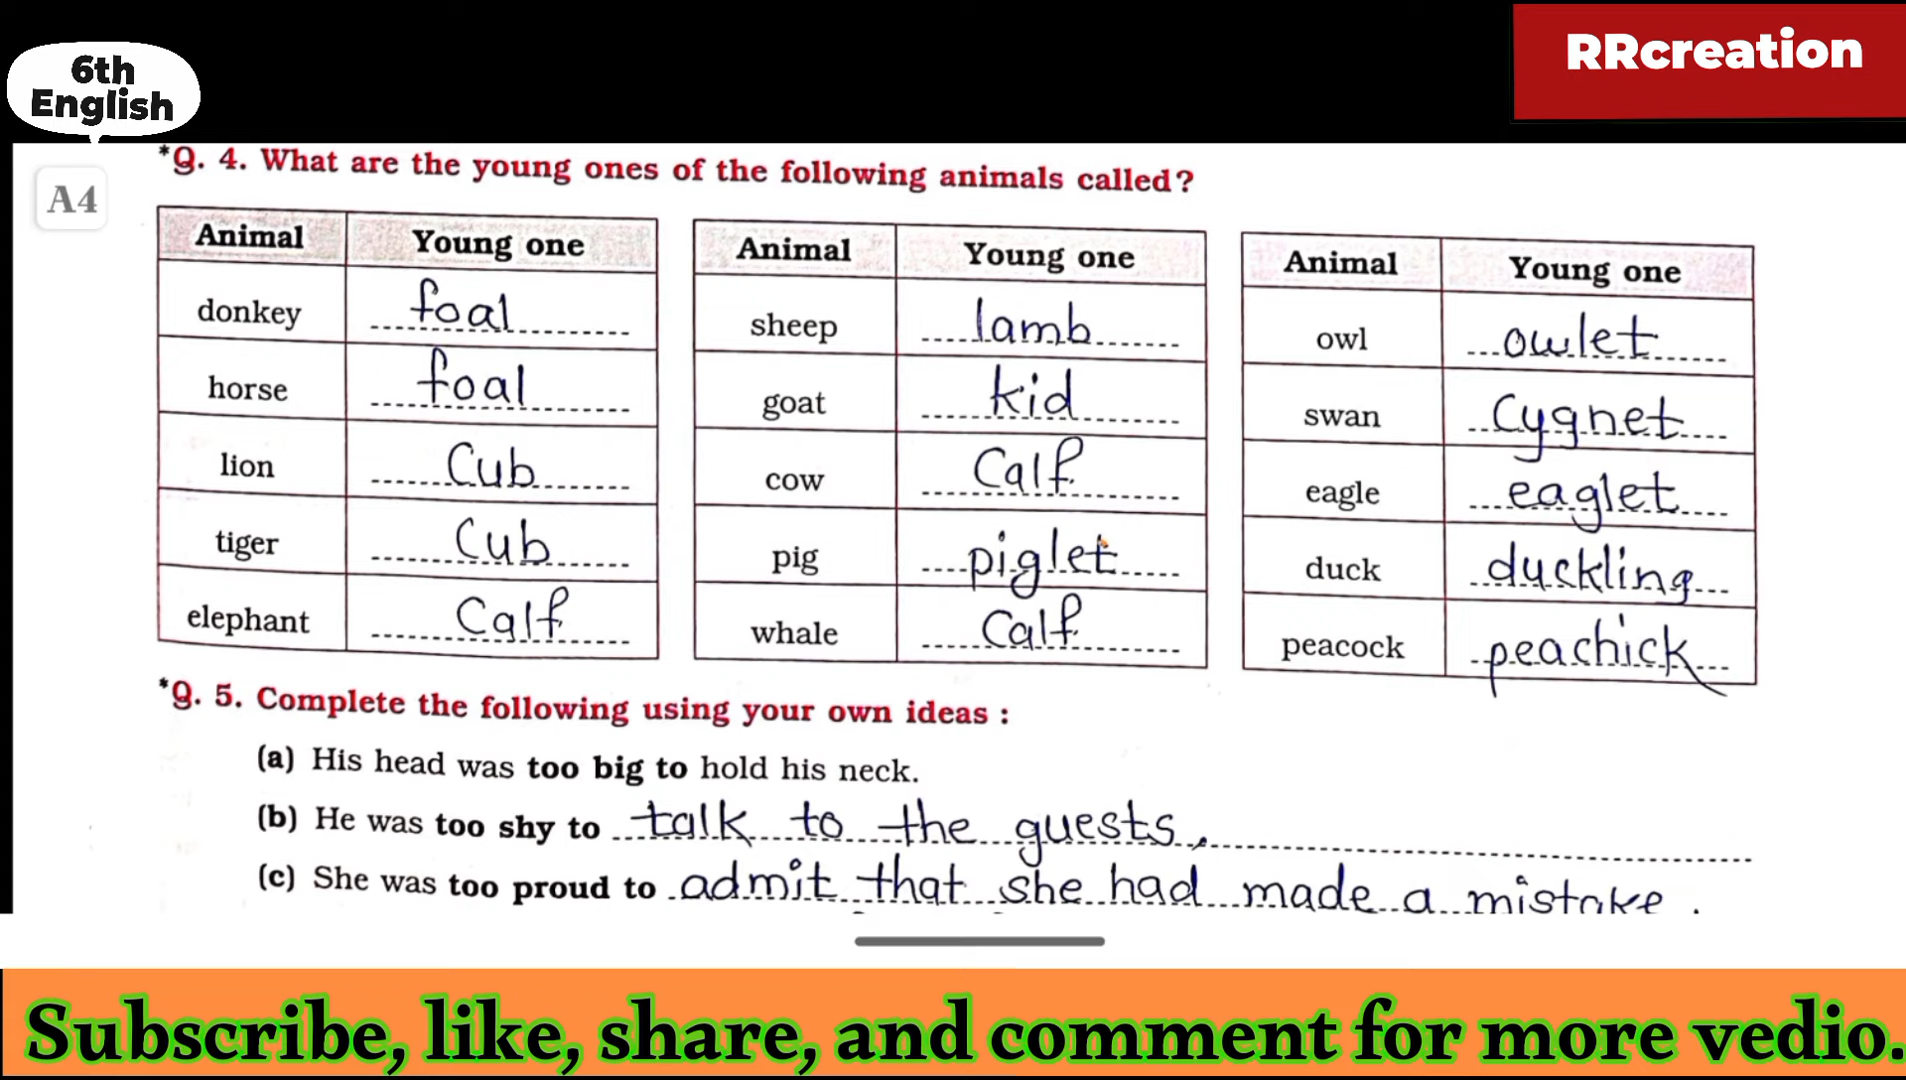 6th
English
RRcreation
A4
*Q. 4. What are the young ones of the following animals called?
Animal Young one
donkey foal
horse foal
lion Cub
tiger Cub
elephant Calf
Animal Young one
sheep lamb
goat kid
cow Calf
pig piglet
whale Calf
Animal Young one
owl owlet
swan Cygnet
eagle eaglet
duck duckling
peacock peachick
*Q. 5. Complete the following using your own ideas :
(a) His head was too big to hold his neck.
(b) He was too shy to talk to the guests,
(c) She was too proud to admit that she had made a mistake.
Subscribe, like, share, and comment for more vedio.